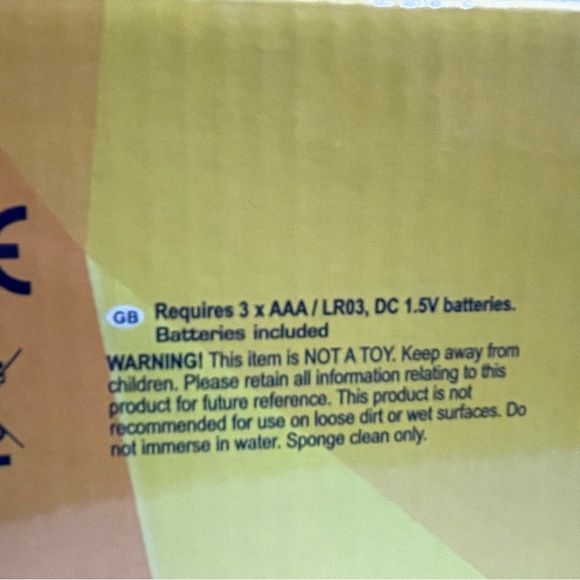 GB Requires 3 x AAA / LR03, DC 1.5V batteries.
Batteries included
WARNING! This item is NOT A TOY. Keep away from
children. Please retain all information relating to this
product for future reference. This product is not
recommended for use on loose dirt or wet surfaces. Do
not immerse in water. Sponge clean only.